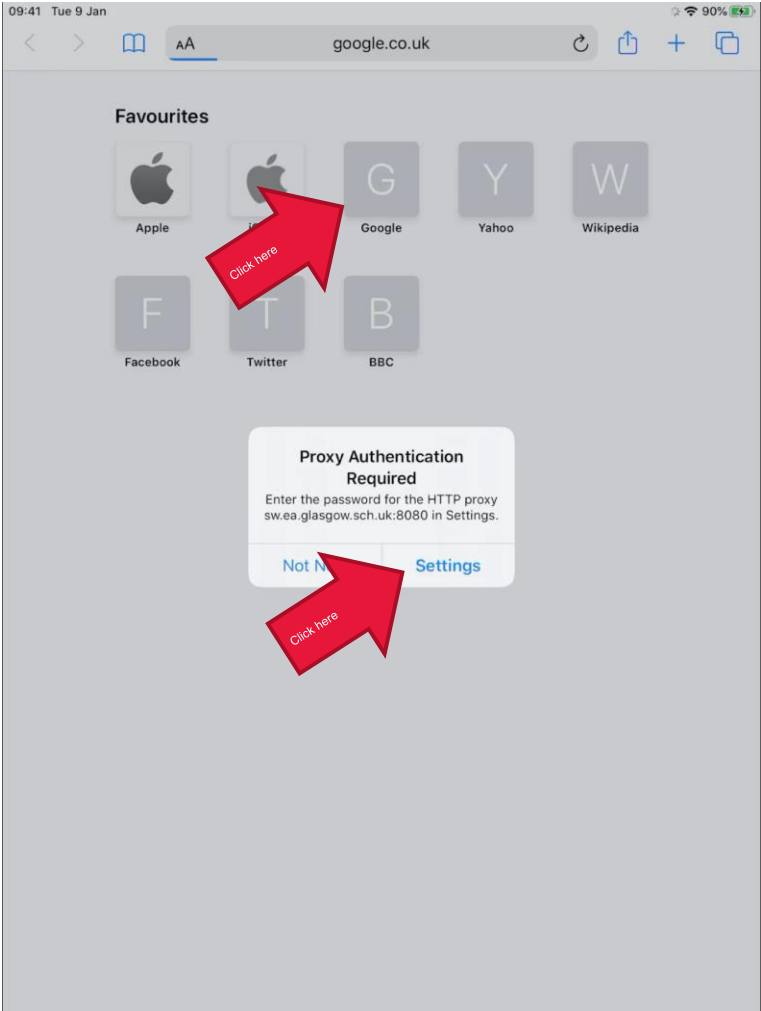 09:41 Tue 9 Jan 90%
AA google.co.uk
Favourites
G Y W
Apple Google Yahoo Wikipedia
Click here
F T B
Facebook Twitter BBC
Proxy Authentication
Required
Enter the password for the HTTP proxy
sw.ea.glasgow.sch.uk:8080 in Settings.
Not N Settings
Click here